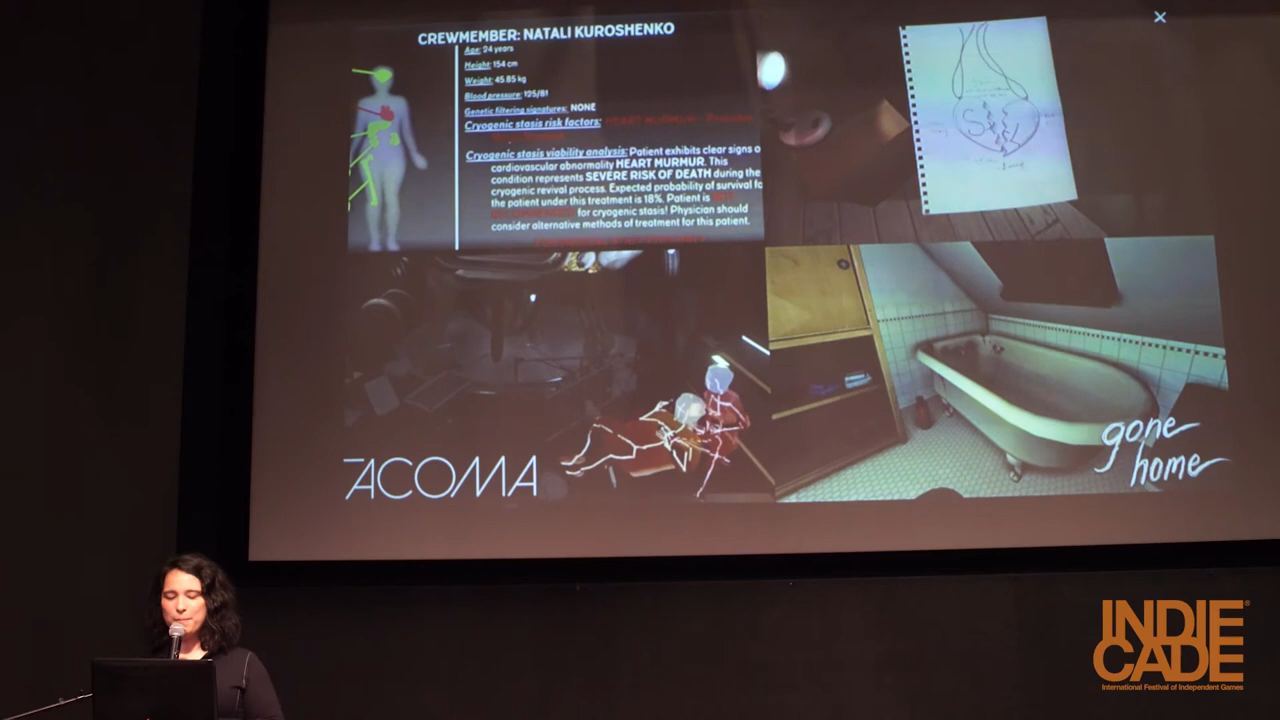 CREWMEMBER: NATALI KUROSHENKO
Age: 24 years
Height: 154 cm
Weight: 45.85 kg
Blood pressure: 125/81
Genetic filtering signatures: NONE
Cryogenic stasis risk factors: HEART MURMUR -
Cryogenic stasis viability analysis: Patient exhibits clear signs o
cardiovascular abnormality HEART MURMUR. This
condition represents SEVERE RISK OF DEATH during the
cryogenic revival process. Expected probability of survival fo
the patient under this treatment is 18%. Patient is NOT
RECOMMENDED for cryogenic stasis! Physician should
consider alternative methods of treatment for this patient.
TACOMA
gone
home
INDIE
CADE®
International Festival of Independent Games